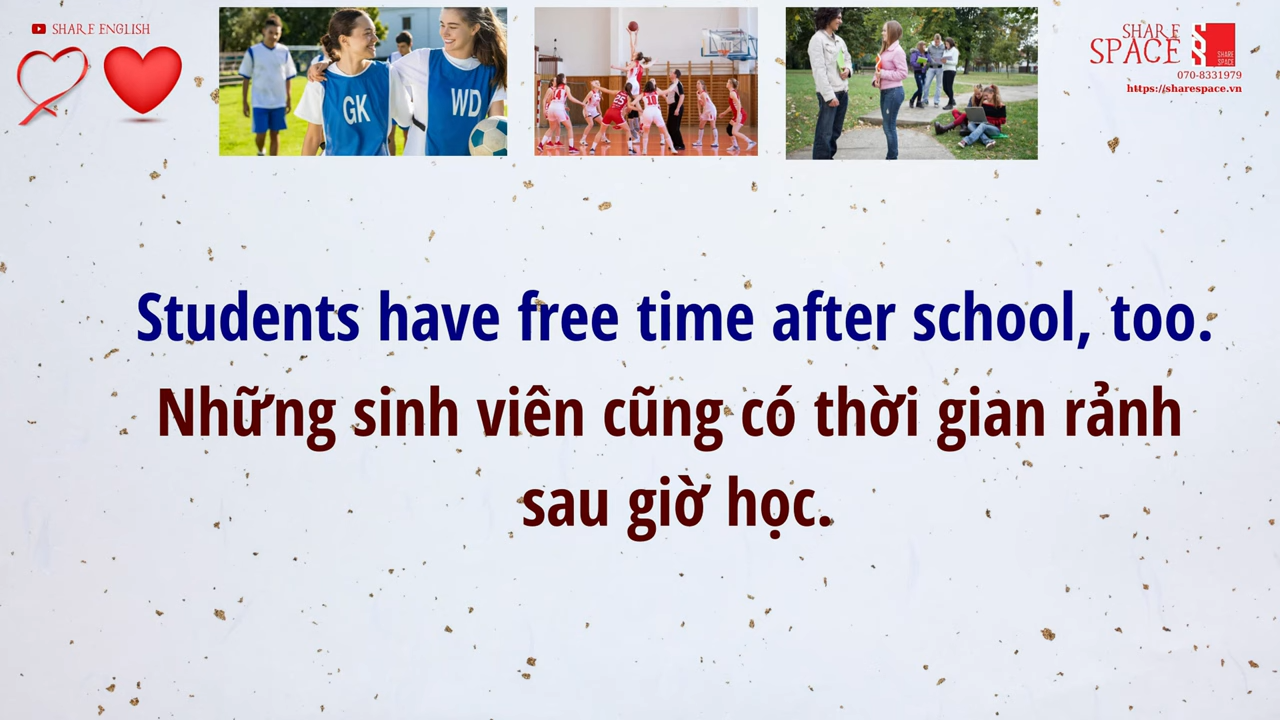 SHARE ENGLISH
GK
WD
SHARE
SPACE
SHARE
SPACE
070-8331979
https://sharespace.vn
Students have free time after school, too.
Những sinh viên cũng có thời gian rảnh
sau giờ học.